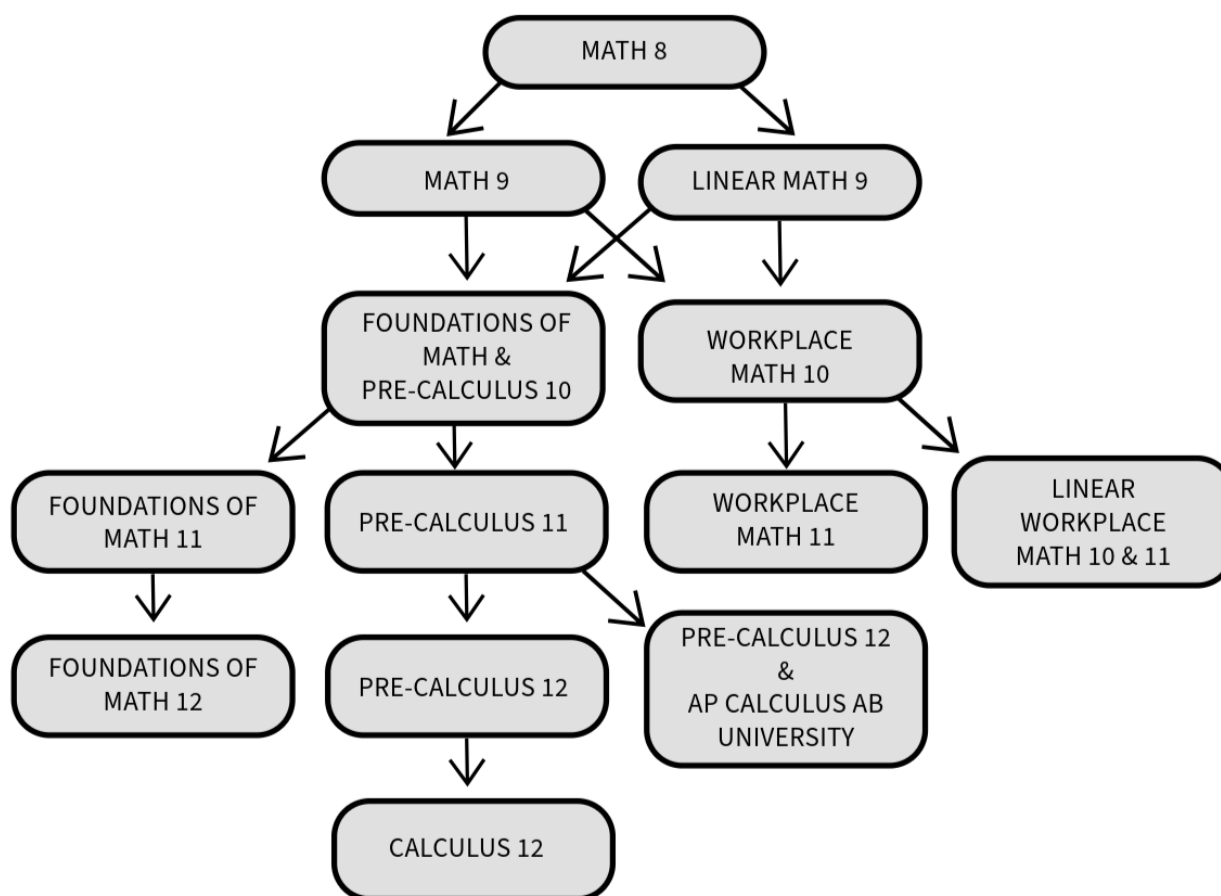 MATH 8
MATH 9
LINEAR MATH 9
FOUNDATIONS OF
MATH &
PRE-CALCULUS 10
WORKPLACE
MATH 10
FOUNDATIONS OF
MATH 11
PRE-CALCULUS 11
WORKPLACE
MATH 11
LINEAR
WORKPLACE
MATH 10 & 11
FOUNDATIONS OF
MATH 12
PRE-CALCULUS 12
PRE-CALCULUS 12
&
AP CALCULUS AB
UNIVERSITY
CALCULUS 12